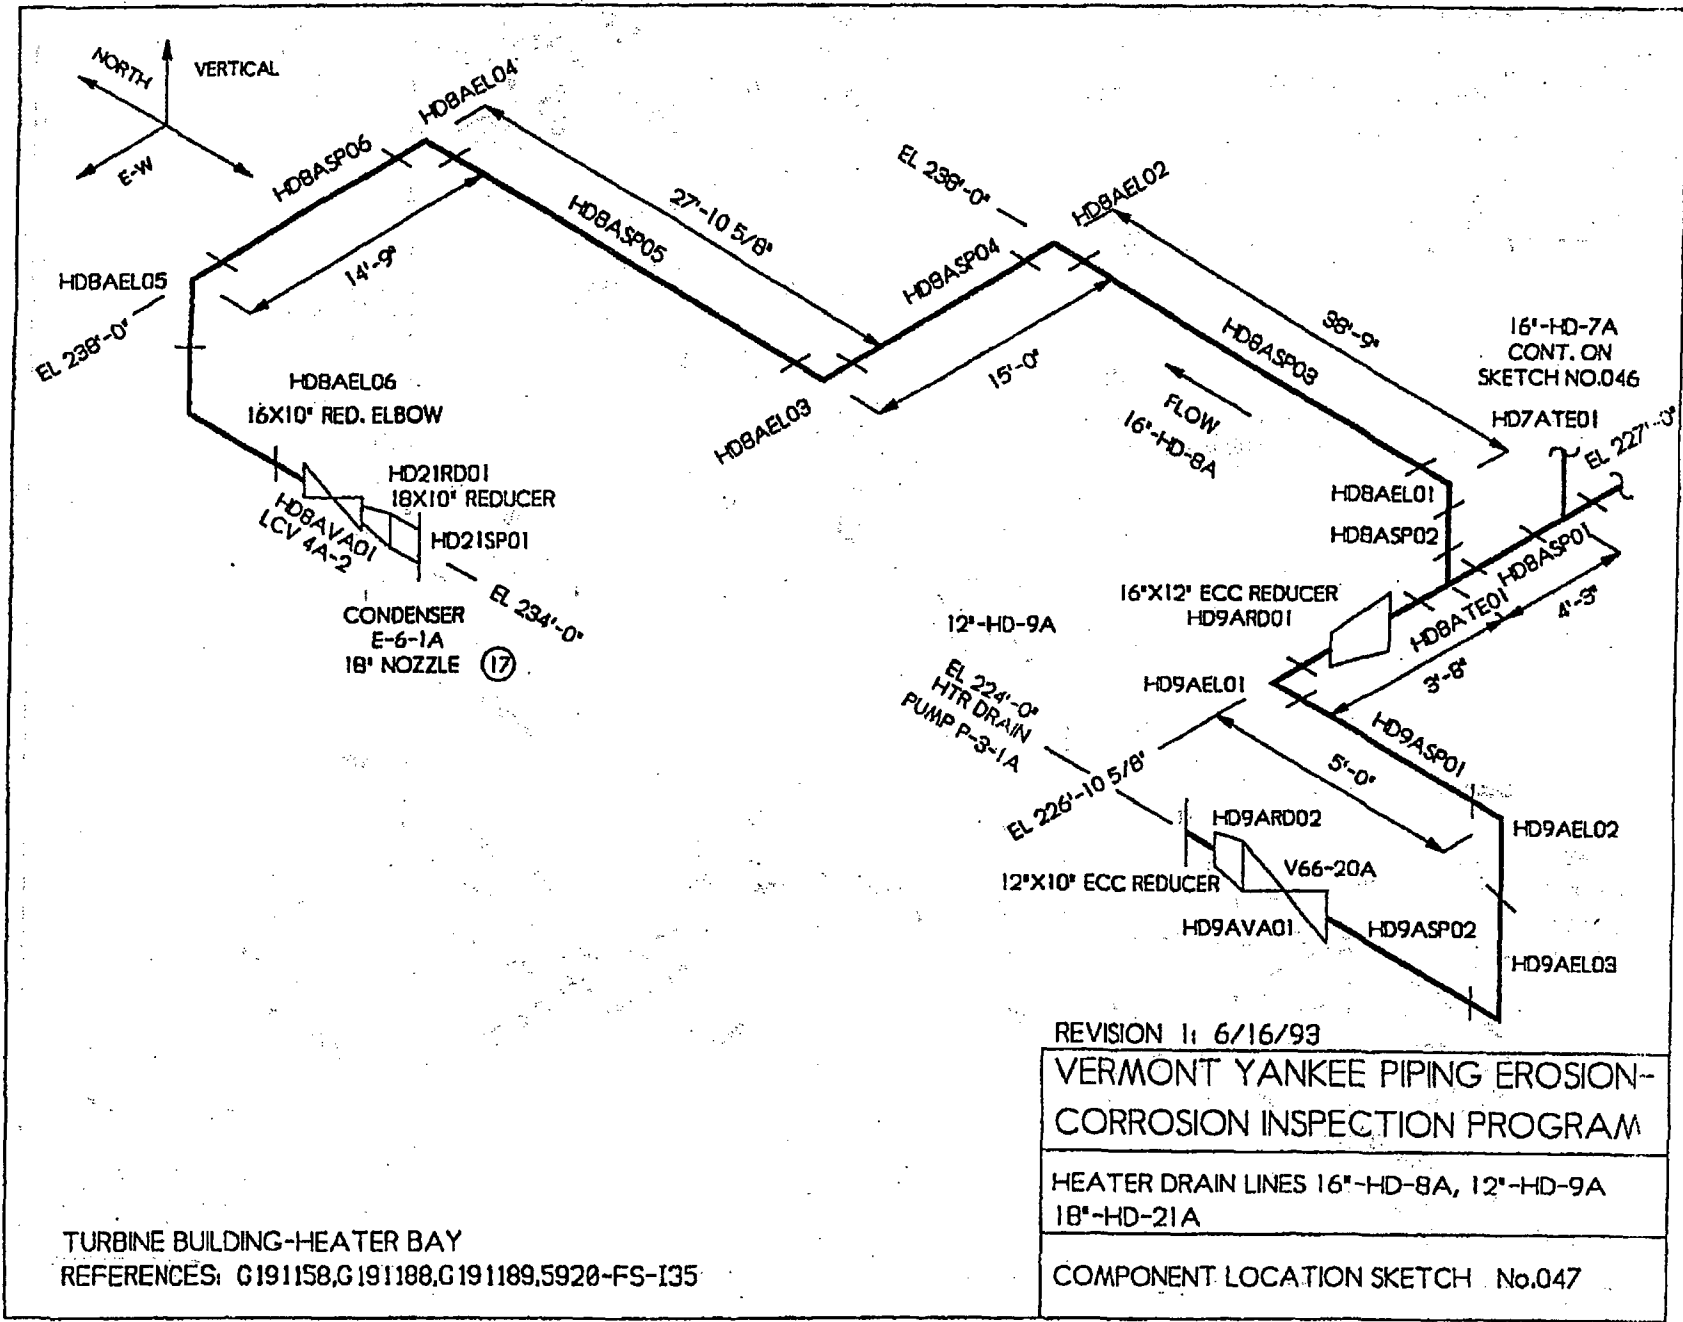 NORTH
VERTICAL
E-W
HD8AEL04
HD8ASP06
27'-10 5/8"
HD8ASP05
14'-9"
HD8AEL05
EL 238'-0"
EL 238'-0"
HD8AEL02
HD8ASP04
38'-9"
HD8ASP03
15'-0"
HD8AEL03
FLOW
16"-HD-8A
16"-HD-7A
CONT. ON
SKETCH NO.046
HD7ATE01
EL 227'-0"
HD8AEL06
16X10" RED. ELBOW
HD21RD01
18X10" REDUCER
HD8AVA01
LCV 4A-2
HD21SP01
EL 234'-0"
CONDENSER
E-6-1A
18" NOZZLE 17
HD8AEL01
HD8ASP02
HD8ASP01
4'-3"
HD8ATE01
3'-8"
16"X12" ECC REDUCER
HD9ARD01
12"-HD-9A
HD9AEL01
EL 224'-0"
HTR DRAIN
PUMP P-3-1A
HD9ASP01
5'-0"
EL 226'-10 5/8"
HD9AEL02
HD9ARD02
V66-20A
12"X10" ECC REDUCER
HD9AVA01
HD9ASP02
HD9AEL03
REVISION 1: 6/16/93
VERMONT YANKEE PIPING EROSION-
CORROSION INSPECTION PROGRAM
HEATER DRAIN LINES 16"-HD-8A, 12"-HD-9A
18"-HD-21A
COMPONENT LOCATION SKETCH No.047
TURBINE BUILDING-HEATER BAY
REFERENCES: G191158,G191188,G191189,5920-FS-I35